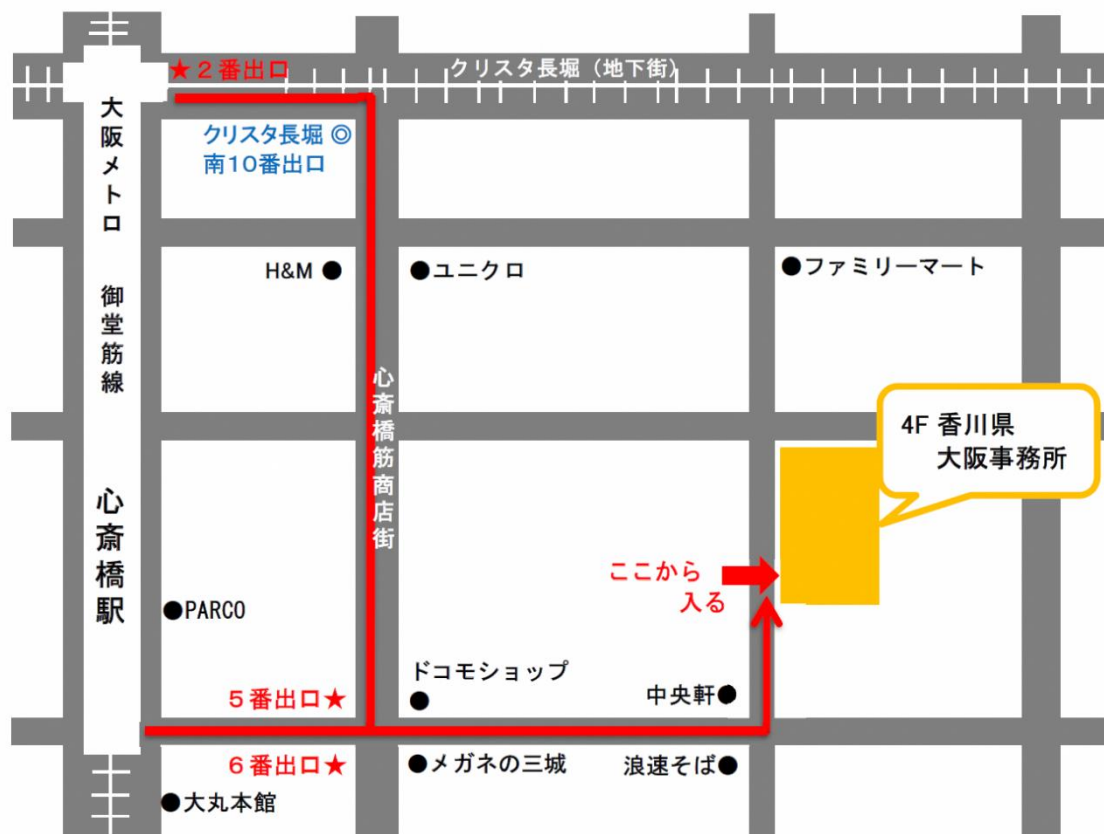 ★2番出口
クリスタ長堀（地下街）
クリスタ長堀 ◎
南10番出口
大阪メトロ　御堂筋線
心斎橋駅
H&M ●
●ユニクロ
●ファミリーマート
心斎橋筋商店街
4F 香川県
大阪事務所
ここから
入る
●PARCO
5番出口★
ドコモショップ
●
中央軒●
6番出口★
●メガネの三城
浪速そば●
●大丸本館